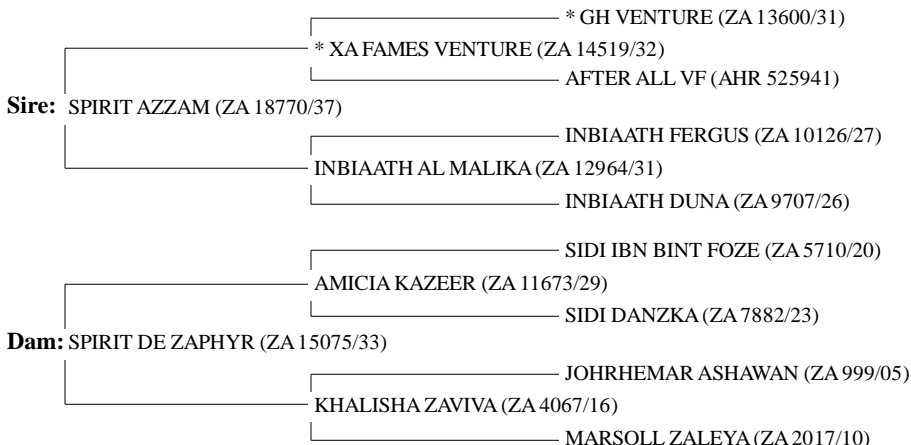 * GH VENTURE (ZA 13600/31)
* XA FAMES VENTURE (ZA 14519/32)
AFTER ALL VF (AHR 525941)
Sire: SPIRIT AZZAM (ZA 18770/37)
INBIAATH FERGUS (ZA 10126/27)
INBIAATH AL MALIKA (ZA 12964/31)
INBIAATH DUNA (ZA 9707/26)
SIDI IBN BINT FOZE (ZA 5710/20)
AMICIA KAZEER (ZA 11673/29)
SIDI DANZKA (ZA 7882/23)
Dam: SPIRIT DE ZAPHYR (ZA 15075/33)
JOHRHEMAR ASHAWAN (ZA 999/05)
KHALISHA ZAVIVA (ZA 4067/16)
MARSOLL ZALEYA (ZA 2017/10)